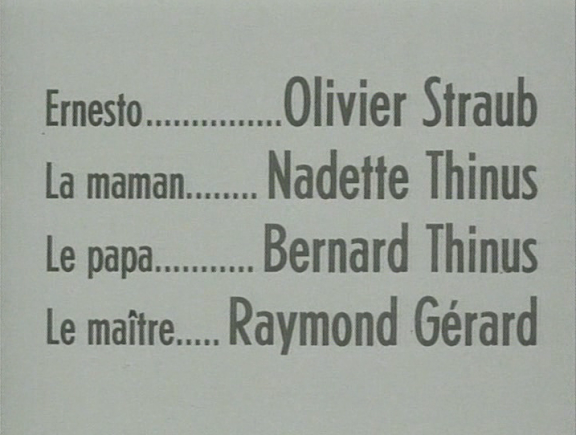 Ernesto...............Olivier Straub
La maman........ Nadette Thinus
Le papa........... Bernard Thinus
Le maître..... Raymond Gérard